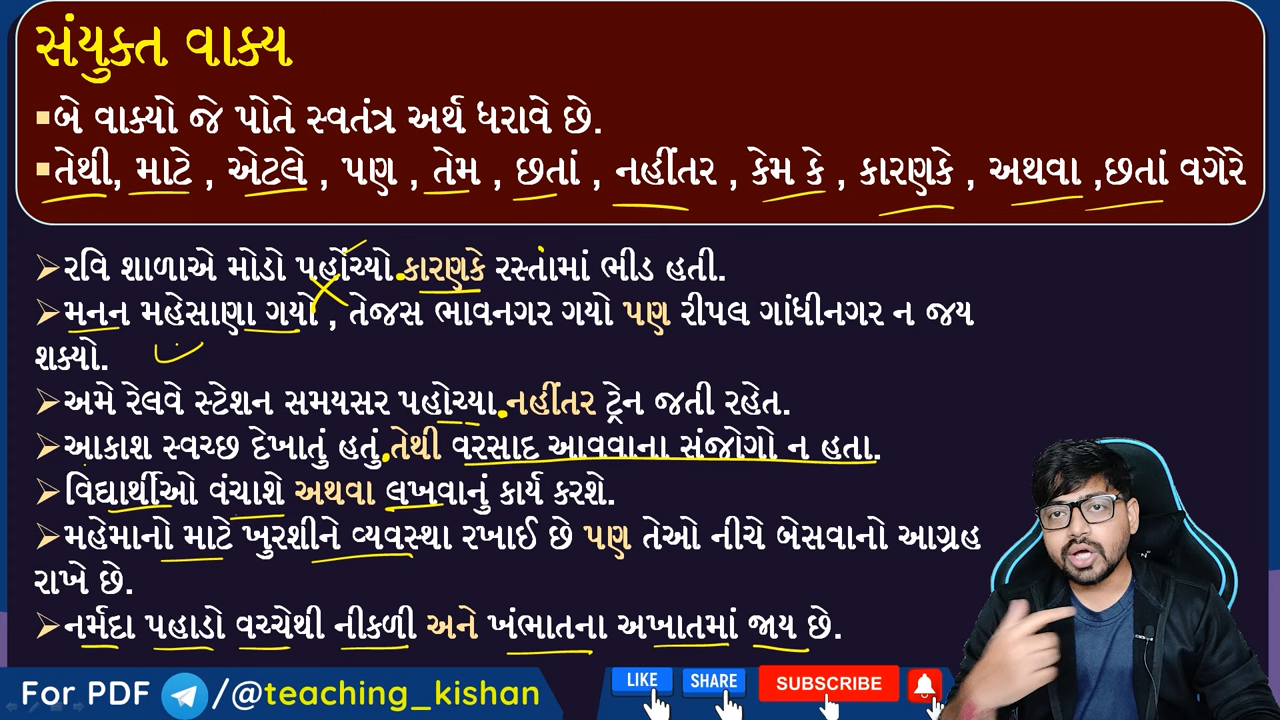 સંયુક્ત વાક્ય
▪બે વાક્યો જે પોતે સ્વતંત્ર અર્થ ધરાવે છે.
▪તેથી, માટે , એટલે , પણ , તેમ , છતાં , નહીંતર , કેમ કે , કારણકે , અથવા ,છતાં વગેરે
➢રવિ શાળાએ મોડો પહોંચ્યો.કારણકે રસ્તામાં ભીડ હતી.
➢મનન મહેસાણા ગયો , તેજસ ભાવનગર ગયો પણ રીપલ ગાંધીનગર ન જય
શક્યો.
➢અમે રેલવે સ્ટેશન સમયસર પહોચ્યા.નહીંતર ટ્રેન જતી રહેત.
➢આકાશ સ્વચ્છ દેખાતું હતું.તેથી વરસાદ આવવાના સંજોગો ન હતા.
➢વિદ્યાર્થીઓ વંચાશે અથવા લખવાનું કાર્ય કરશે.
➢મહેમાનો માટે ખુરશીને વ્યવસ્થા રખાઈ છે પણ તેઓ નીચે બેસવાનો આગ્રહ
રાખે છે.
➢નર્મદા પહાડો વચ્ચેથી નીકળી અને ખંભાતના અખાતમાં જાય છે.
For PDF /@teaching_kishan LIKE SHARE SUBSCRIBE